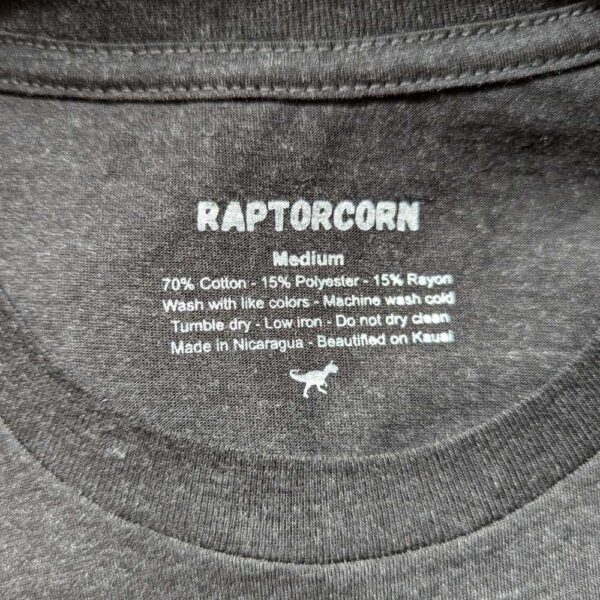 RAPTORCORN
Medium
70% Cotton - 15% Polyester - 15% Rayon
Wash with like colors - Machine wash cold
Tumble dry - Low iron - Do not dry clean
Made in Nicaragua - Beautified on Kauai